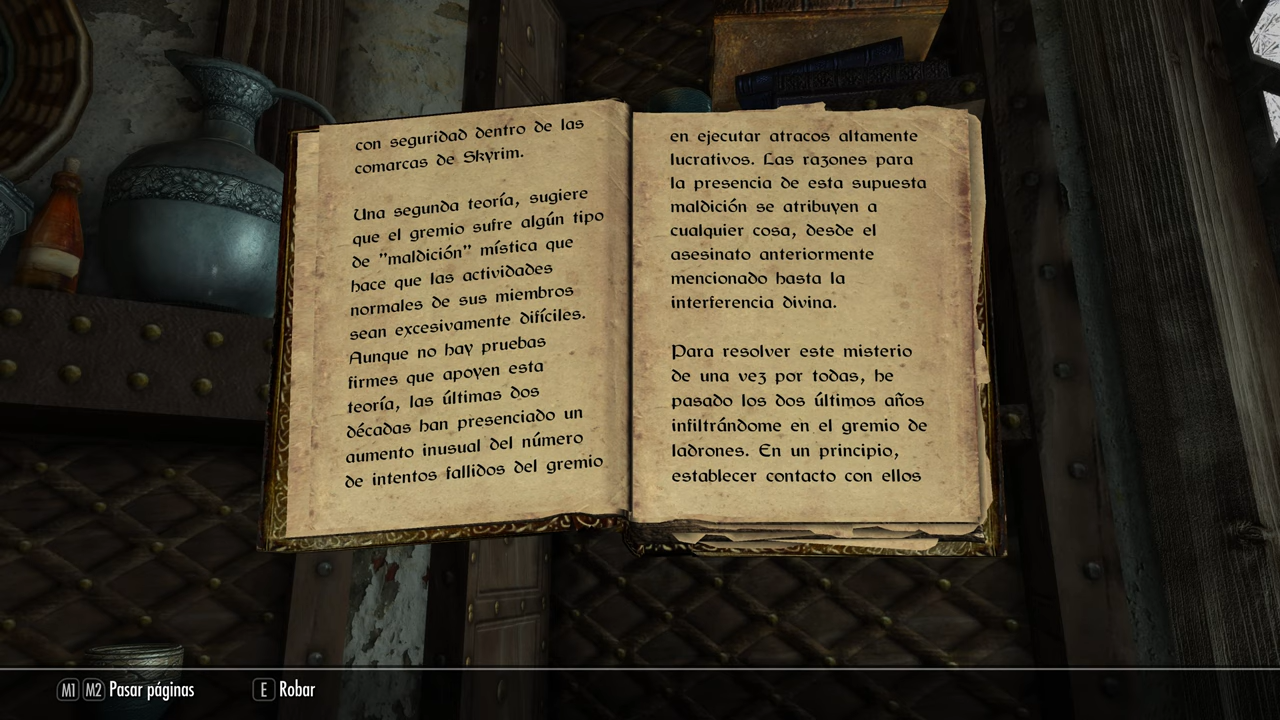 con seguridad dentro de las
comarcas de Skyrim.
Una segunda teoría, sugiere
que el gremio sufre algún tipo
de "maldición" mística que
hace que las actividades
normales de sus miembros
sean excesivamente difíciles.
Aunque no hay pruebas
firmes que apoyen esta
teoría, las últimas dos
décadas han presenciado un
aumento inusual del número
de intentos fallidos del gremio
en ejecutar atracos altamente
lucrativos. Las razones para
la presencia de esta supuesta
maldición se atribuyen a
cualquier cosa, desde el
asesinato anteriormente
mencionado hasta la
interferencia divina.
Para resolver este misterio
de una vez por todas, he
pasado los dos últimos años
infiltrándome en el gremio de
ladrones. En un principio,
establecer contacto con ellos
M1 M2 Pasar páginas E Robar